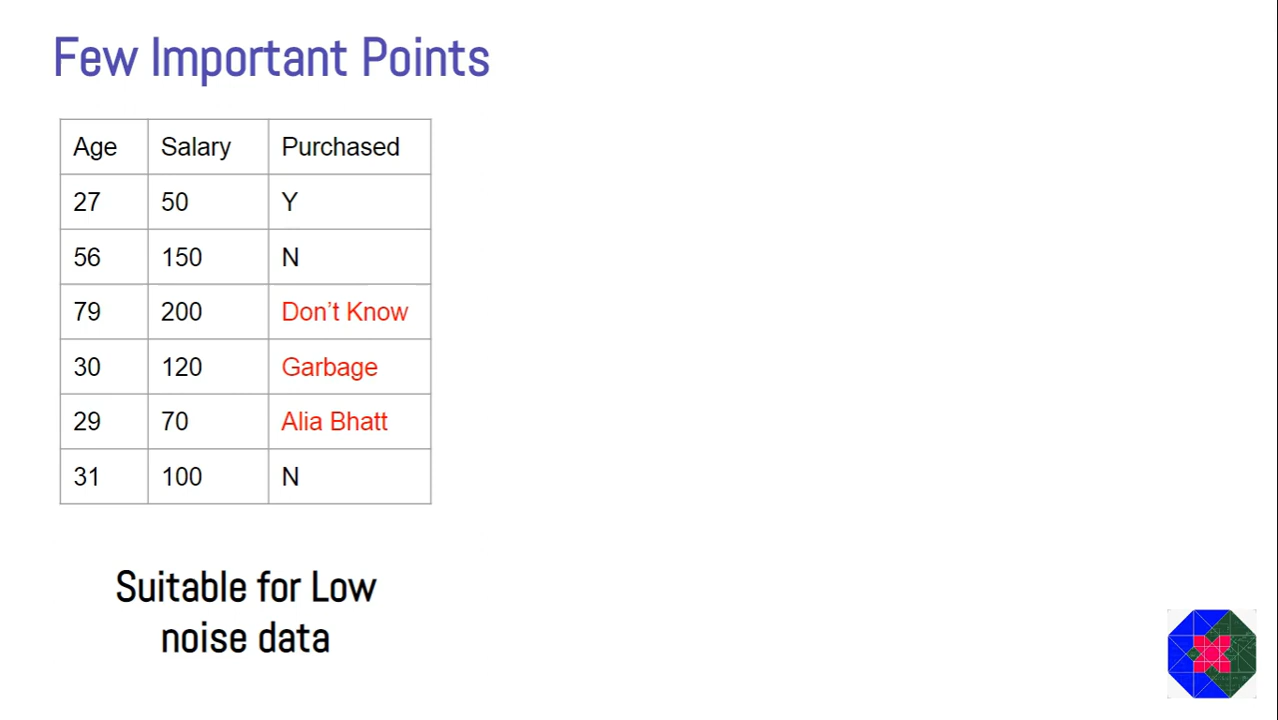 Few Important Points
Age Salary Purchased
27 50 Y
56 150 N
79 200 Don't Know
30 120 Garbage
29 70 Alia Bhatt
31 100 N
Suitable for Low
noise data